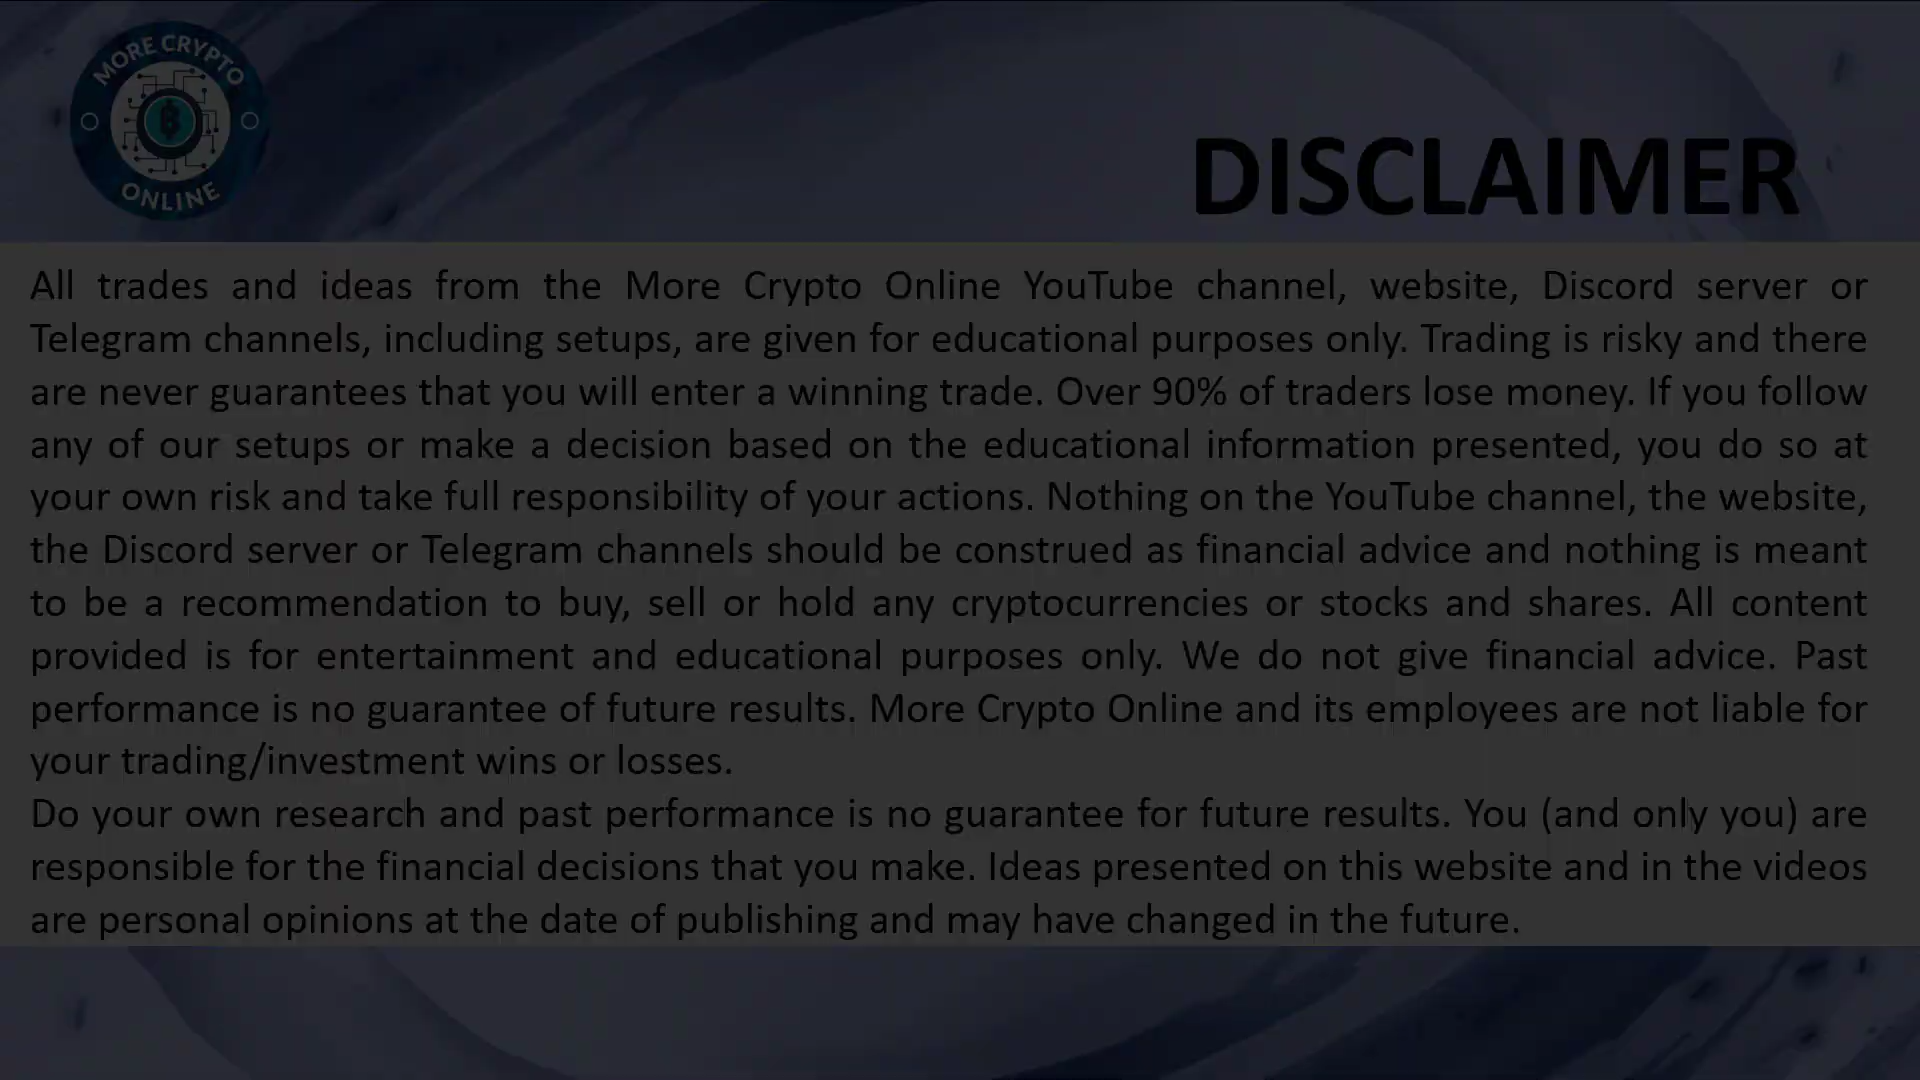 MORE CRYPTO
ONLINE
DISCLAIMER
All trades and ideas from the More Crypto Online YouTube channel, website, Discord server or
Telegram channels, including setups, are given for educational purposes only. Trading is risky and there
are never guarantees that you will enter a winning trade. Over 90% of traders lose money. If you follow
any of our setups or make a decision based on the educational information presented, you do so at
your own risk and take full responsibility of your actions. Nothing on the YouTube channel, the website,
the Discord server or Telegram channels should be construed as financial advice and nothing is meant
to be a recommendation to buy, sell or hold any cryptocurrencies or stocks and shares. All content
provided is for entertainment and educational purposes only. We do not give financial advice. Past
performance is no guarantee of future results. More Crypto Online and its employees are not liable for
your trading/investment wins or losses.
Do your own research and past performance is no guarantee for future results. You (and only you) are
responsible for the financial decisions that you make. Ideas presented on this website and in the videos
are personal opinions at the date of publishing and may have changed in the future.